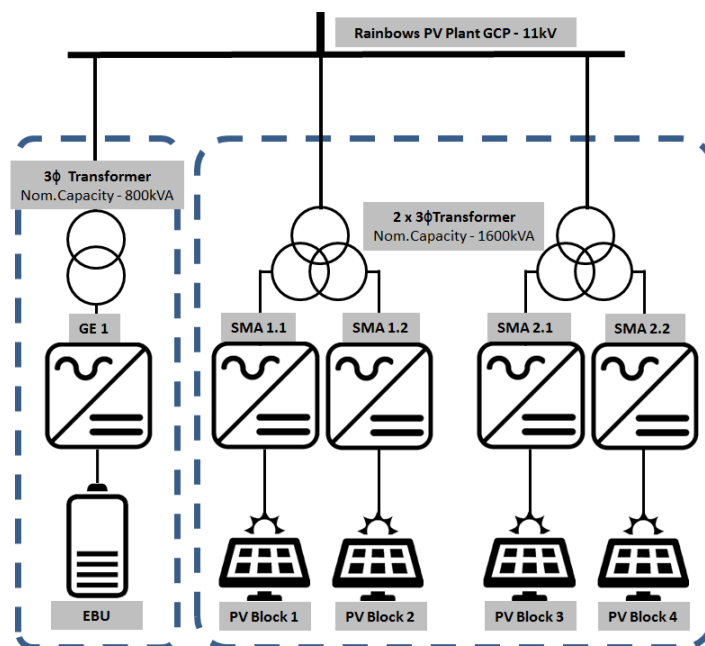 Rainbows PV Plant GCP - 11kV
3ϕ Transformer
Nom.Capacity - 800kVA
2 x 3ϕTransformer
Nom.Capacity - 1600kVA
GE 1
SMA 1.1
SMA 1.2
SMA 2.1
SMA 2.2
EBU
PV Block 1
PV Block 2
PV Block 3
PV Block 4